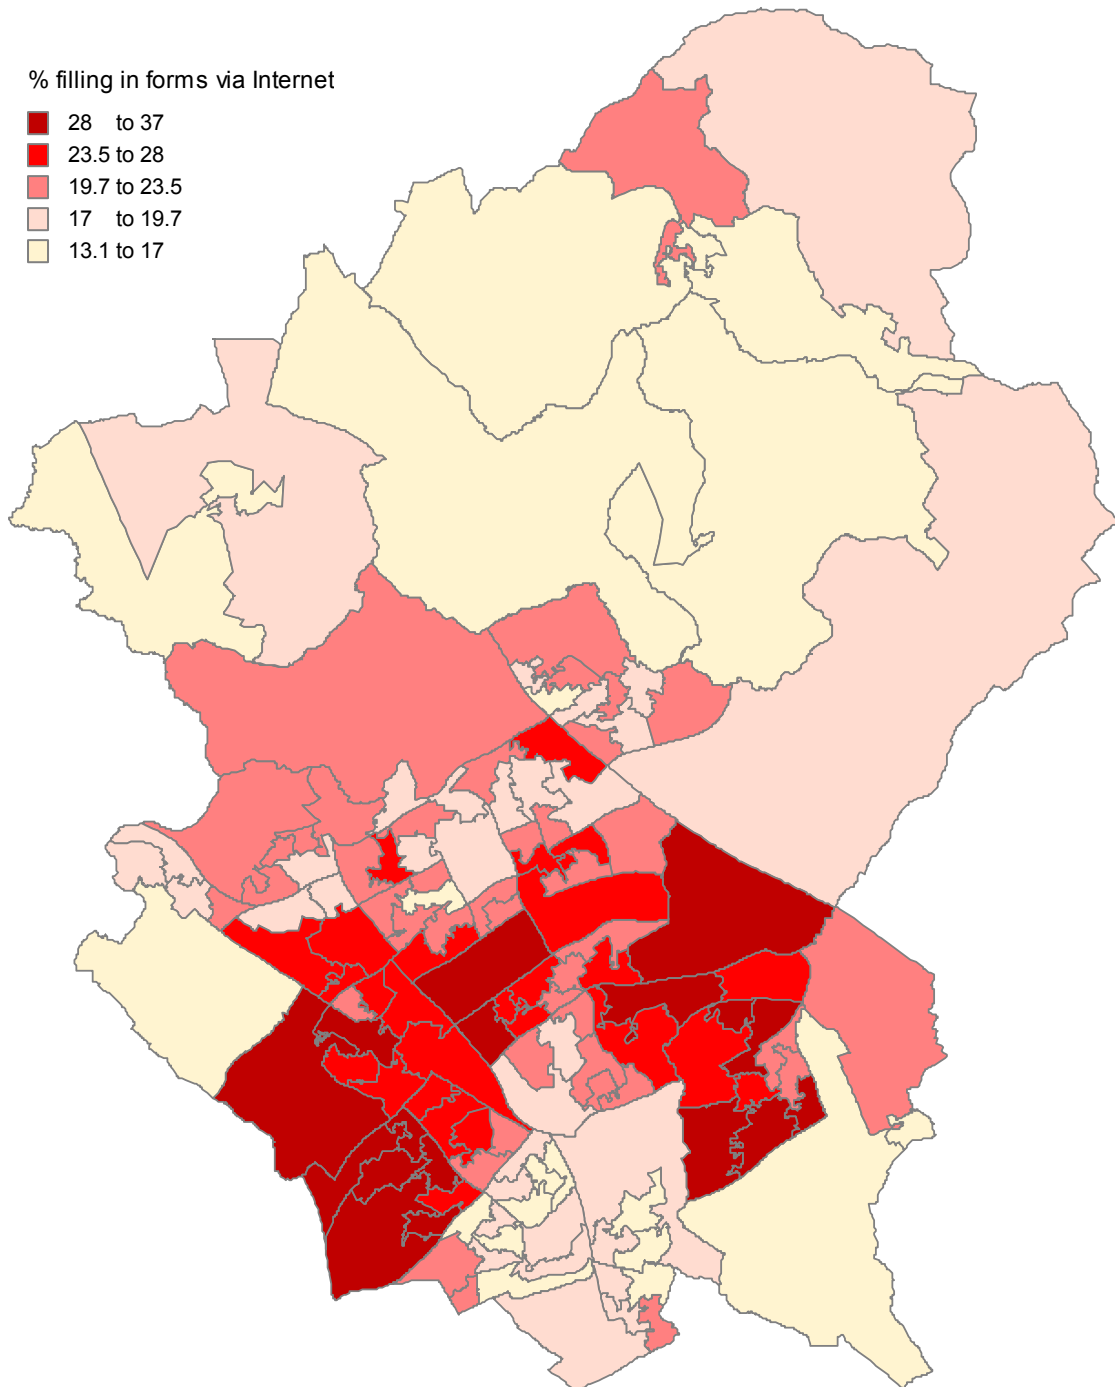 % filling in forms via Internet
28 to 37
23.5 to 28
19.7 to 23.5
17 to 19.7
13.1 to 17